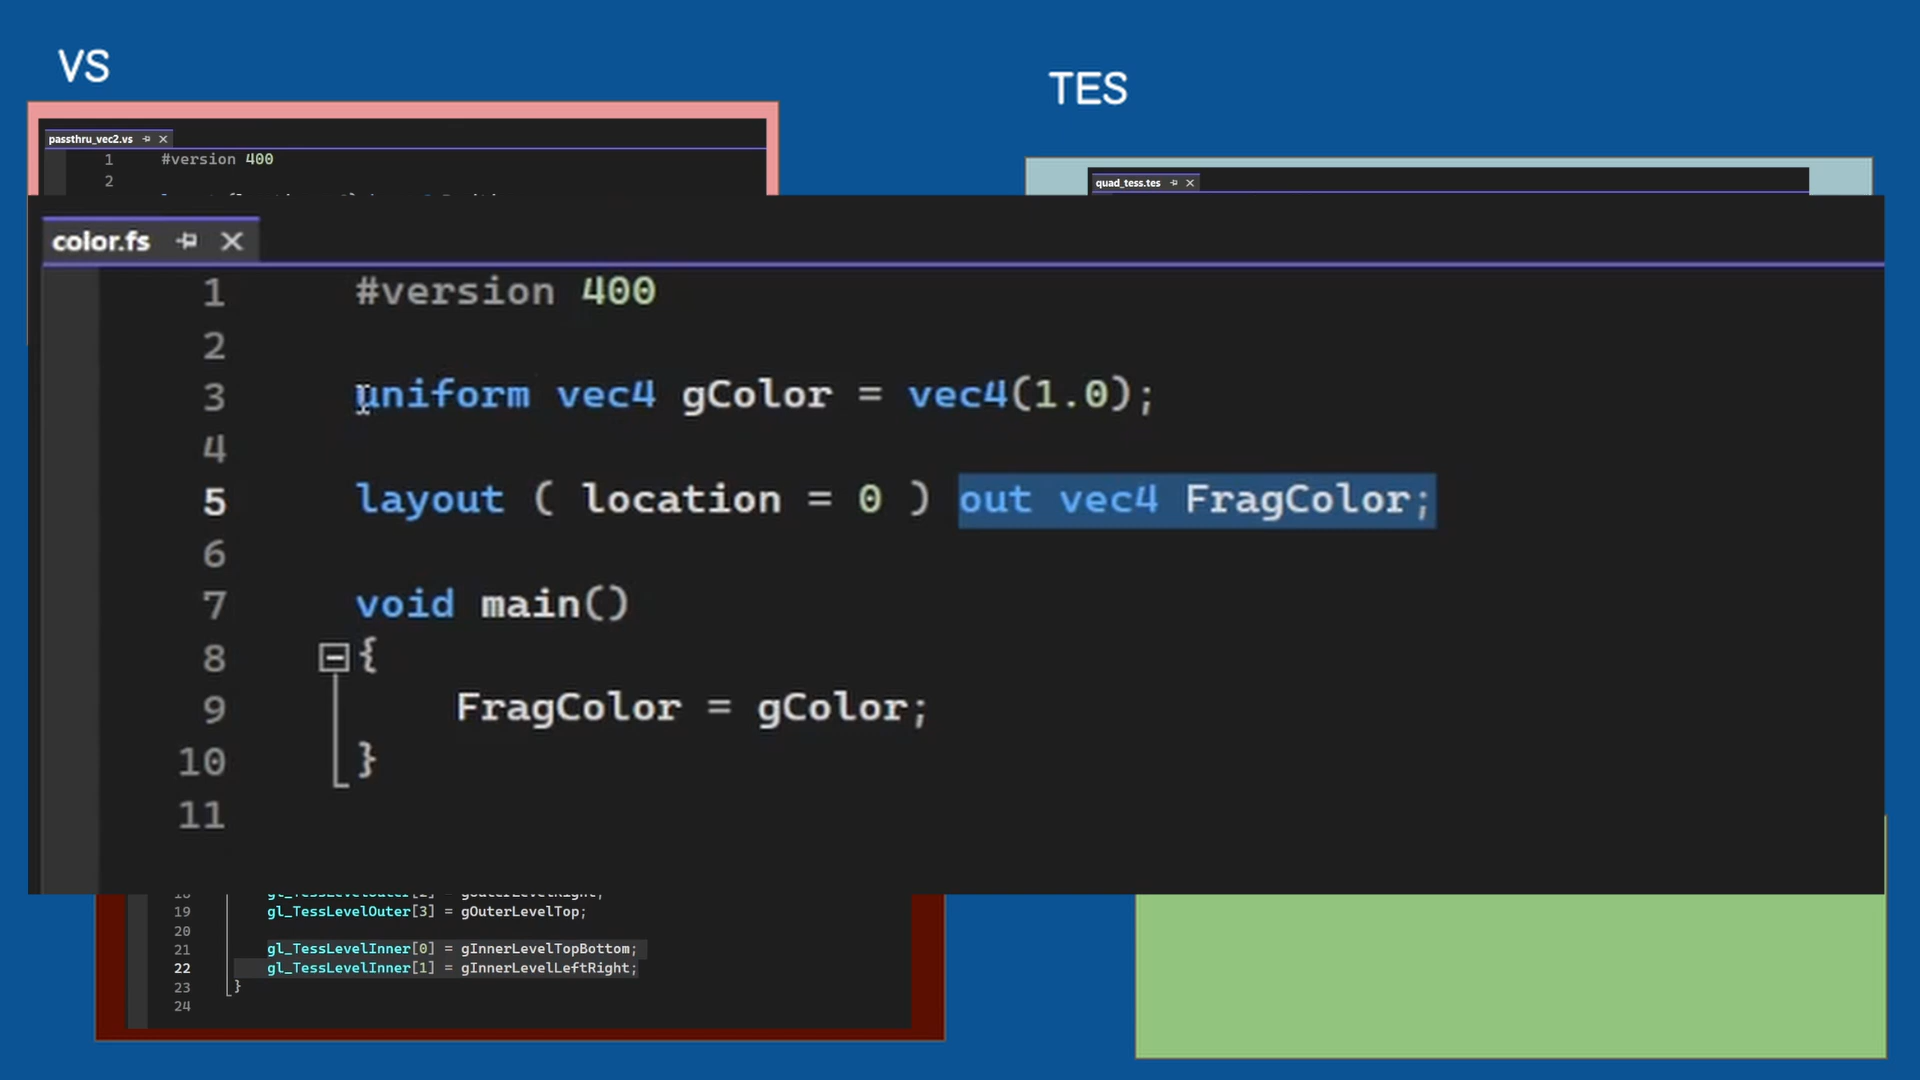 VS
TES
passthru_vec2.vs
1 #version 400
2
quad_tess.tes
color.fs
1 #version 400
2
3 uniform vec4 gColor = vec4(1.0);
4
5 layout ( location = 0 ) out vec4 FragColor;
6
7 void main()
8 {
9 FragColor = gColor;
10 }
11
19 gl_TessLevelOuter[3] = gOuterLevelTop;
20
21 gl_TessLevelInner[0] = gInnerLevelTopBottom;
22 gl_TessLevelInner[1] = gInnerLevelLeftRight;
23 }
24